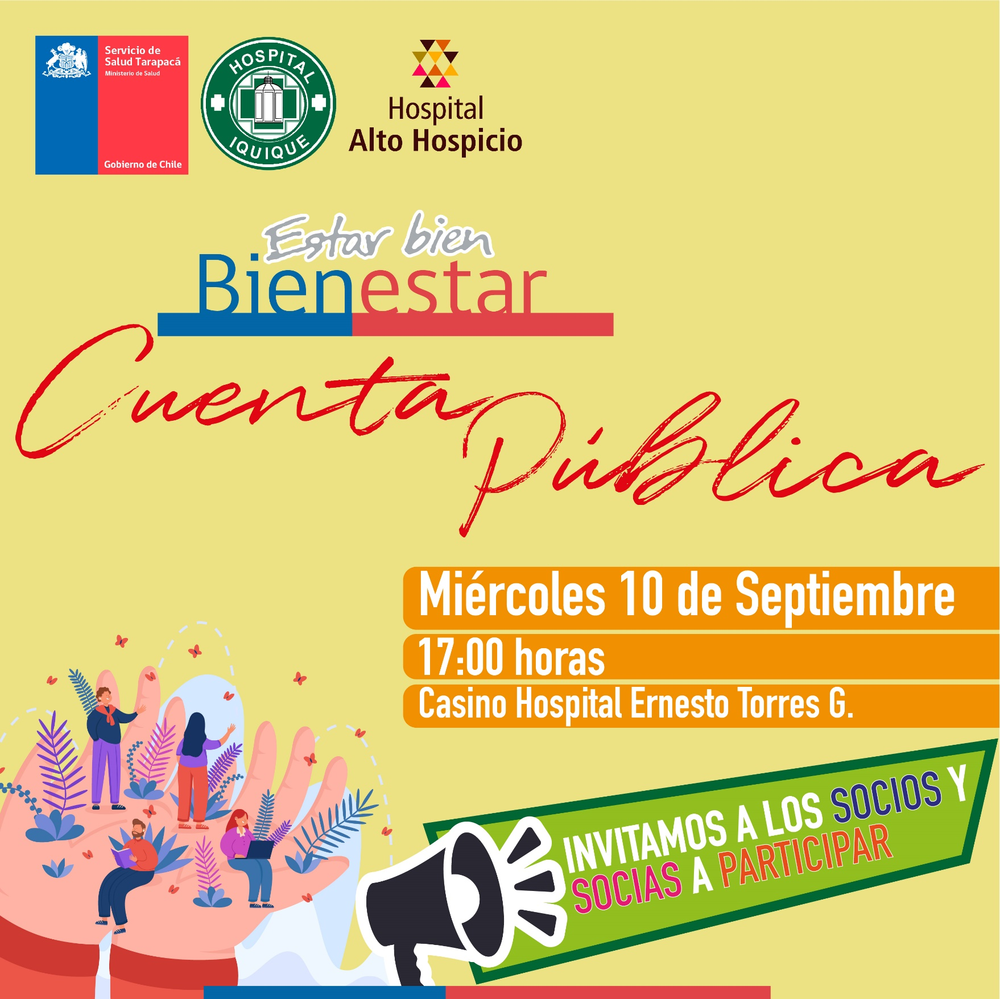 Servicio de
Salud Tarapacá
Ministerio de Salud
Gobierno de Chile
HOSPITAL
IQUIQUE
Hospital
Alto Hospicio
Estar bien
Bienestar
Cuenta
Pública
Miércoles 10 de Septiembre
17:00 horas
Casino Hospital Ernesto Torres G.
INVITAMOS A LOS SOCIOS Y
SOCIAS A PARTICIPAR